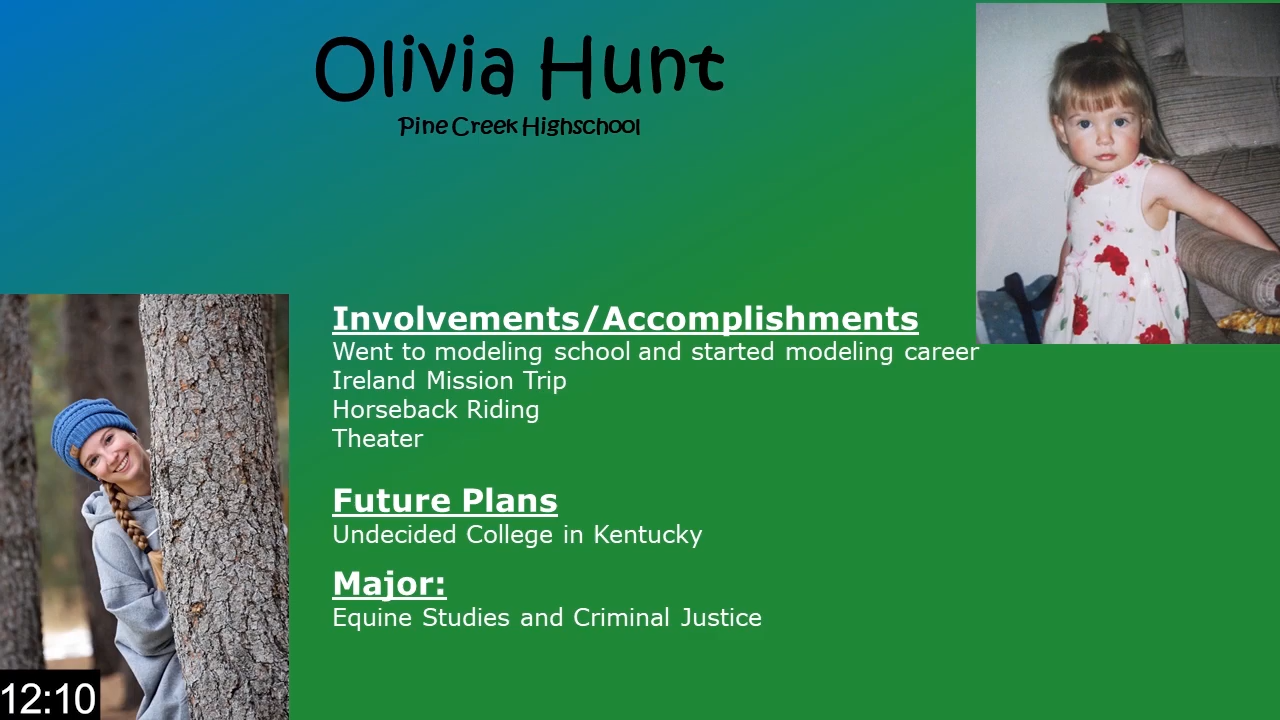 Olivia Hunt
Pine Creek Highschool
Involvements/Accomplishments
Went to modeling school and started modeling career
Ireland Mission Trip
Horseback Riding
Theater
Future Plans
Undecided College in Kentucky
Major:
Equine Studies and Criminal Justice
12:10